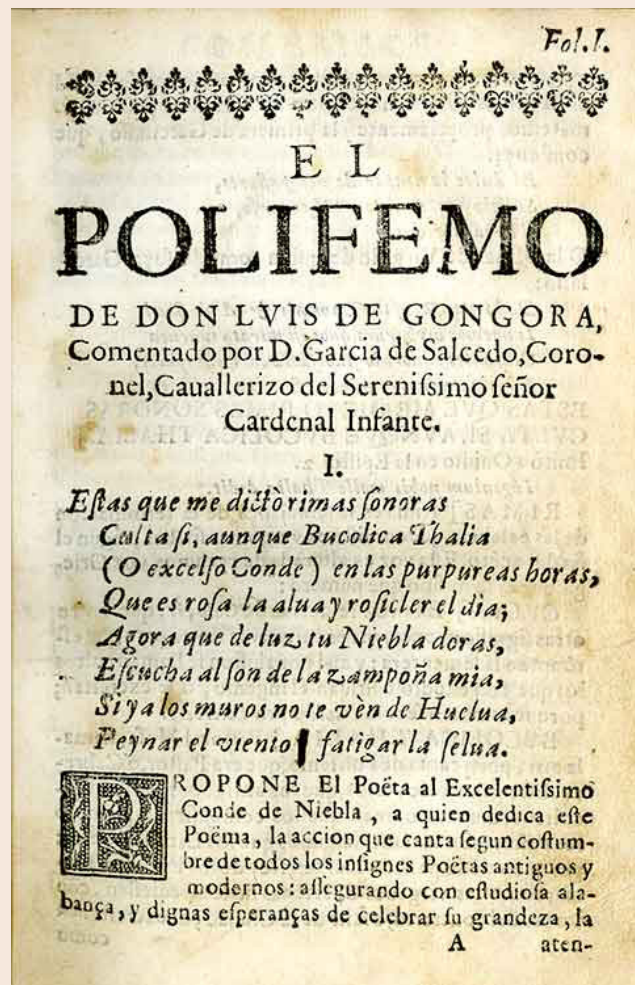 Fol.I.
EL
POLIFEMO
DE DON LVIS DE GONGORA,
Comentado por D.Garcia de Salcedo,Coro-
nel,Cauallerizo del Sereniſsimo ſeñor
Cardenal Infante.
I.
Eſtas que me dictò rimas ſonoras
Culta ſi, aunque Bucolica Thalia
(O excelſo Conde) en las purpureas horas,
Que es roſa la alua y roſicler el dia;
Agora que de luz tu Niebla doras,
Eſcucha al ſon de la zampoña mia,
Si ya los muros no te vèn de Huelua,
Peynar el viento fatigar la ſelua.
PROPONE El Poëta al Excelentiſsimo
Conde de Niebla, a quien dedica eſte
Poëma, la accion que canta ſegun coſtum-
bre de todos los inſignes Poëtas antiguos y
modernos: aſſegurando con eſtudioſa ala-
bança, y dignas eſperanças de celebrar ſu grandeza, la
A aten-